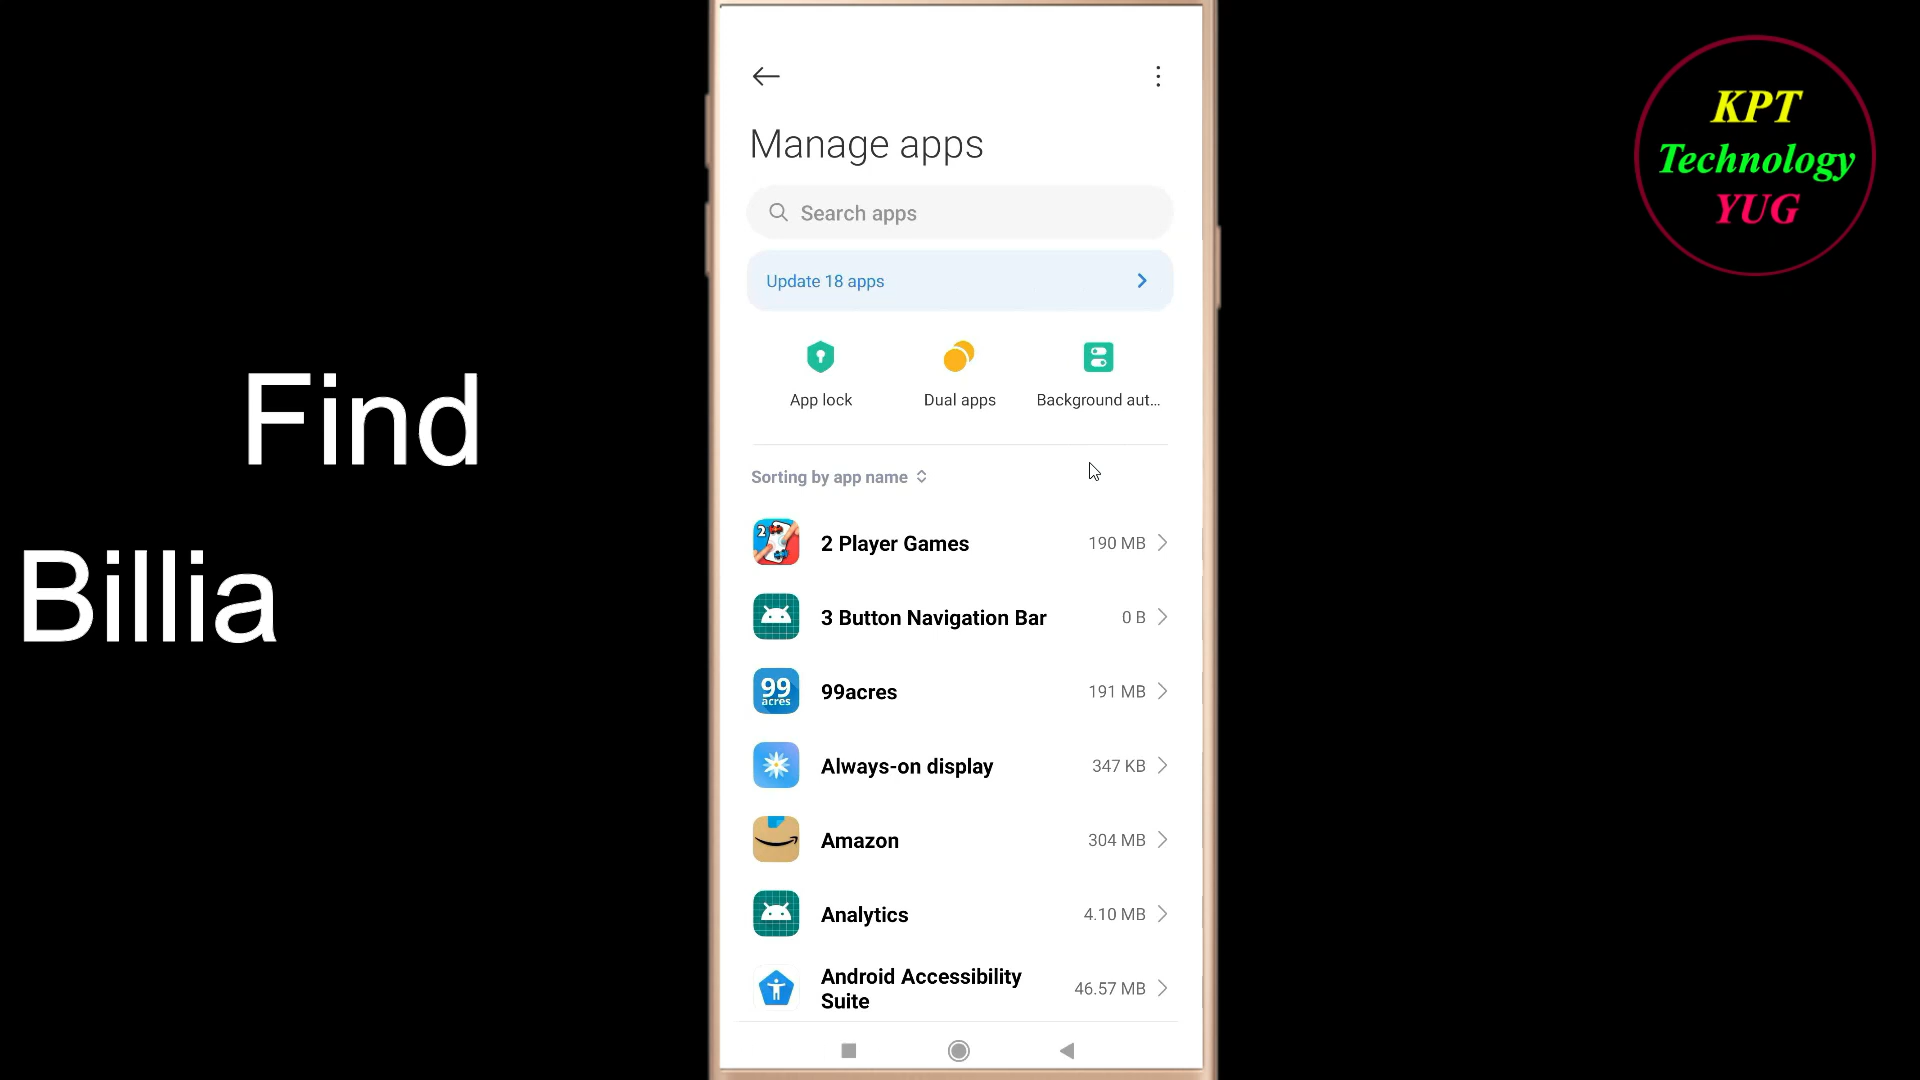 Find
Billia
Manage apps
Search apps
Update 18 apps
App lock
Dual apps
Background aut...
Sorting by app name
2 Player Games
190 MB
3 Button Navigation Bar
0 B
99
acres
99acres
191 MB
Always-on display
347 KB
Amazon
304 MB
Analytics
4.10 MB
Android Accessibility
Suite
46.57 MB
KPT
Technology
YUG